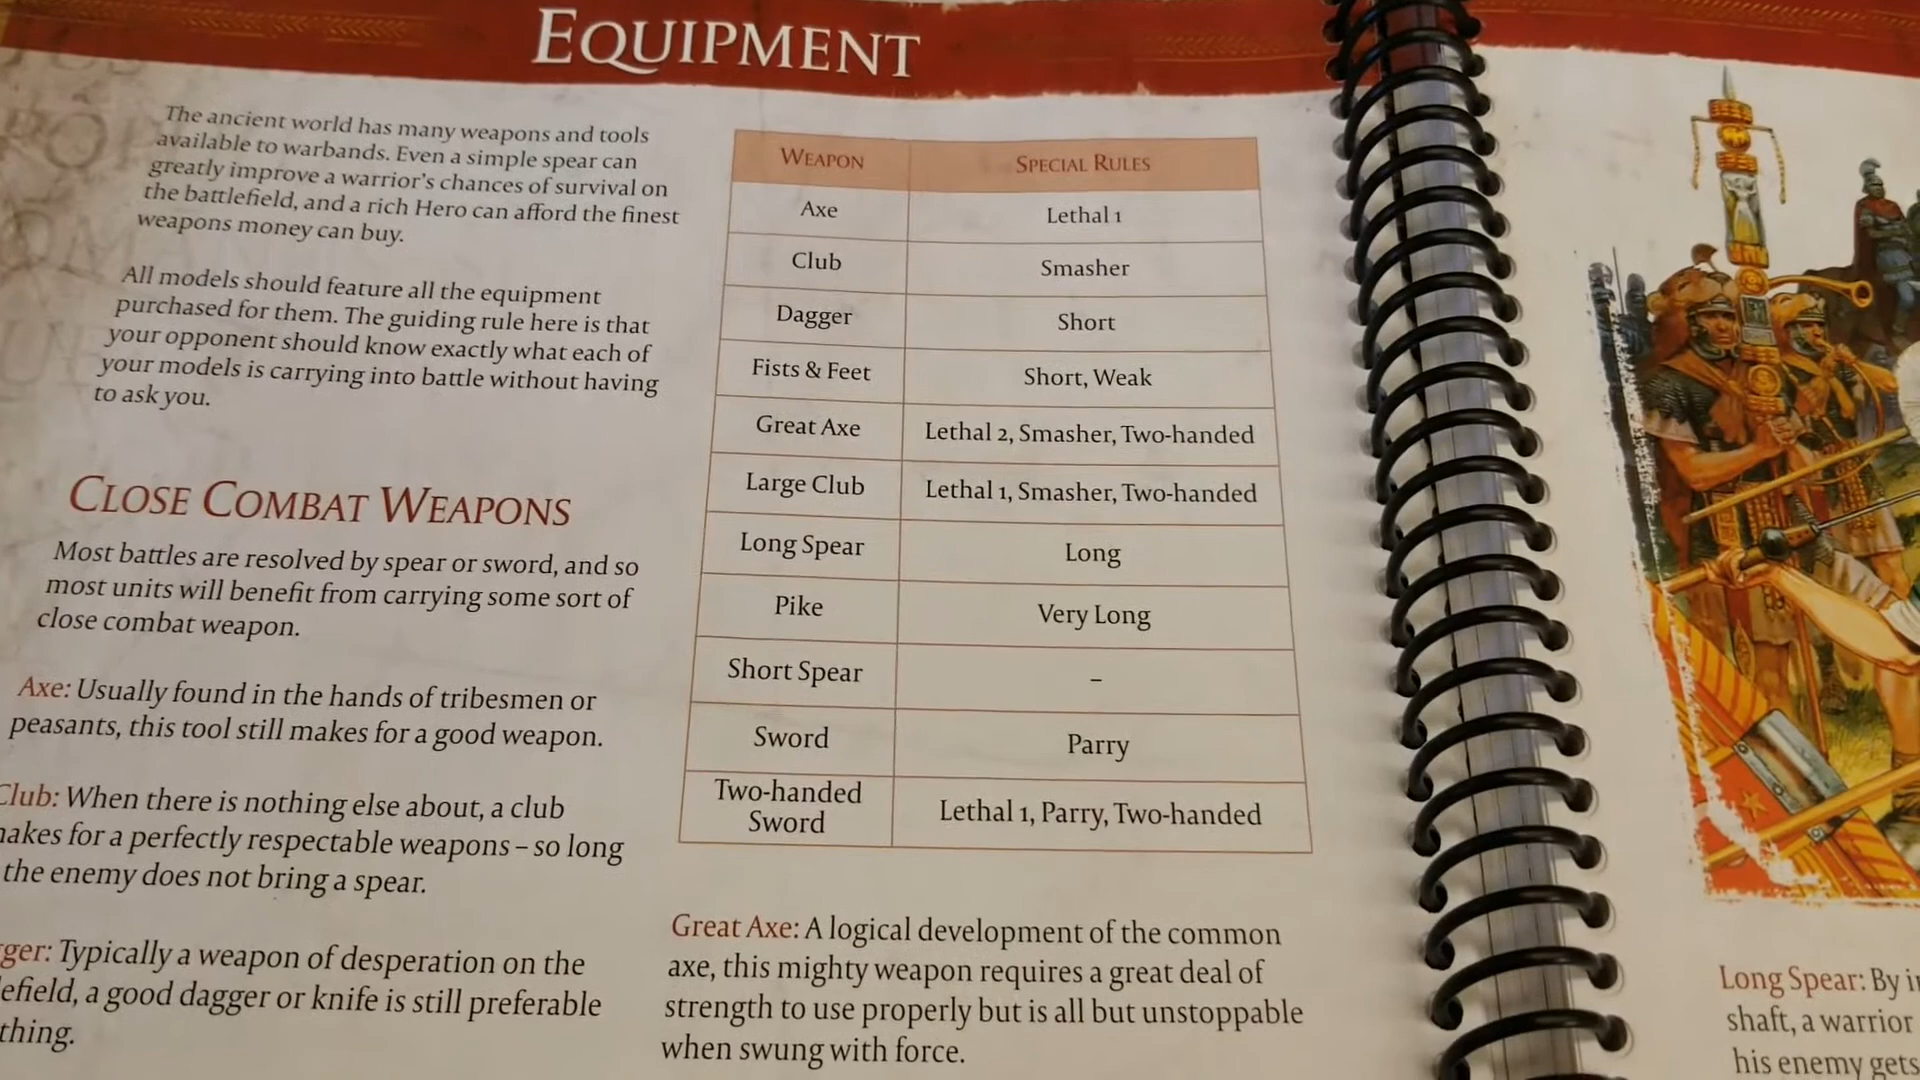 EQUIPMENT
The ancient world has many weapons and tools
available to warbands. Even a simple spear can
greatly improve a warrior's chances of survival on
the battlefield, and a rich Hero can afford the finest
weapons money can buy.
All models should feature all the equipment
purchased for them. The guiding rule here is that
your opponent should know exactly what each of
your models is carrying into battle without having
to ask you.
CLOSE COMBAT WEAPONS
Most battles are resolved by spear or sword, and so
most units will benefit from carrying some sort of
close combat weapon.
Axe: Usually found in the hands of tribesmen or
peasants, this tool still makes for a good weapon.
Club: When there is nothing else about, a club
makes for a perfectly respectable weapons – so long
the enemy does not bring a spear.
gger: Typically a weapon of desperation on the
lefield, a good dagger or knife is still preferable
thing.
WEAPON SPECIAL RULES
Axe Lethal 1
Club Smasher
Dagger Short
Fists & Feet Short, Weak
Great Axe Lethal 2, Smasher, Two-handed
Large Club Lethal 1, Smasher, Two-handed
Long Spear Long
Pike Very Long
Short Spear –
Sword Parry
Two-handed
Sword Lethal 1, Parry, Two-handed
Great Axe: A logical development of the common
axe, this mighty weapon requires a great deal of
strength to use properly but is all but unstoppable
when swung with force.
Long Spear: By
shaft, a warrior
his enemy gets